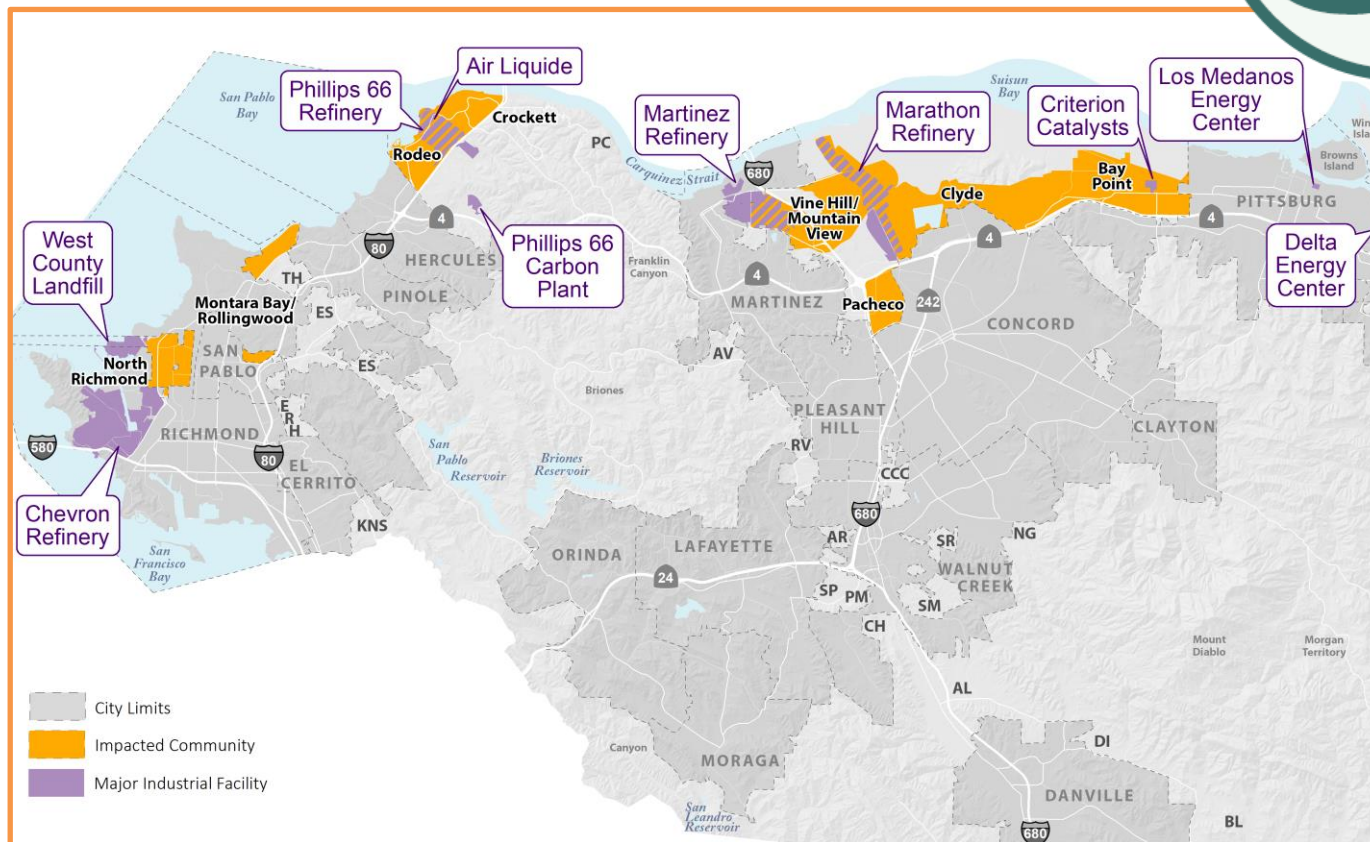 Air Liquide
Phillips 66
Refinery
Los Medanos
Energy
Center
San Pablo
Bay
Suisun
Bay
Martinez
Refinery
Marathon
Refinery
Criterion
Catalysts
Crockett
PC
Rodeo
Carquinez Strait
680
Browns
Island
Bay
Point
Clyde
Vine Hill/
Mountain
View
PITTSBURG
4
4
4
80
West
County
Landfill
Phillips 66
Carbon
Plant
HERCULES
Franklin
Canyon
4
Delta
Energy
Center
TH
PINOLE
MARTINEZ
Pacheco
242
Montara Bay/
Rollingwood
ES
CONCORD
North
Richmond
SAN
PABLO
ES
AV
Briones
E
R
H
PLEASANT
HILL
CLAYTON
RICHMOND
580
80
San
Pablo
Reservoir
Briones
Reservoir
RV
CCC
EL
CERRITO
Chevron
Refinery
KNS
680
San
Francisco
Bay
ORINDA
LAFAYETTE
AR
SR
NG
WALNUT
CREEK
24
SP
PM
SM
CH
Mount
Diablo
Morgan
Territory
AL
City Limits
Impacted Community
Major Industrial Facility
Canyon
MORAGA
DI
DANVILLE
San
Leandro
Reservoir
680
BL